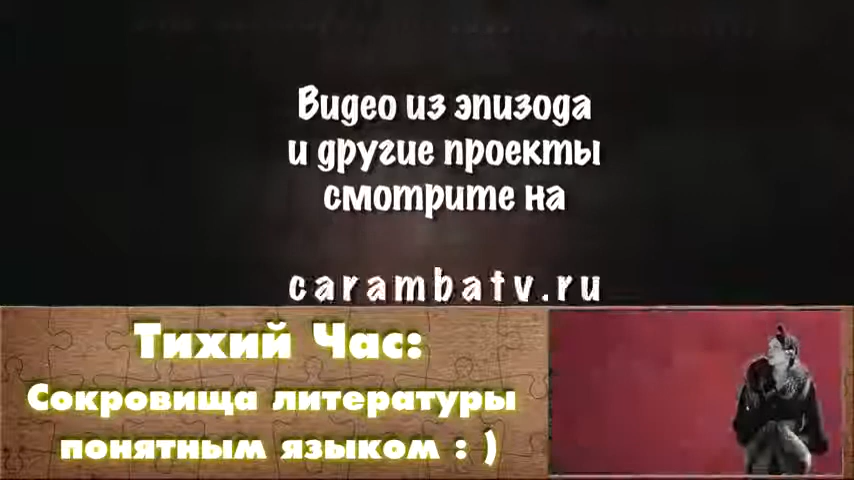 Видео из эпизода
и другие проекты
смотрите на
carambatv.ru
Тихий Час:
Сокровища литературы
понятным языком : )